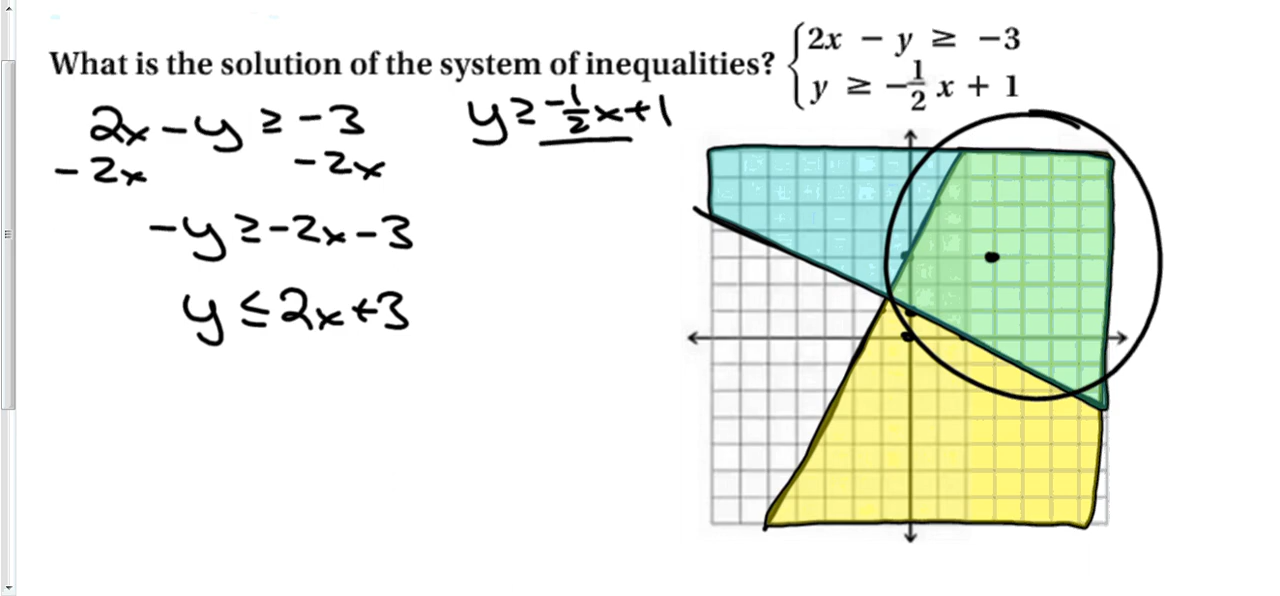 What is the solution of the system of inequalities? {2x − y ≥ −3
y ≥ −1/2 x + 1
2x − y ≥ −3
−2x −2x
−y ≥ −2x − 3
y ≤ 2x + 3
y ≥ −1/2 x + 1